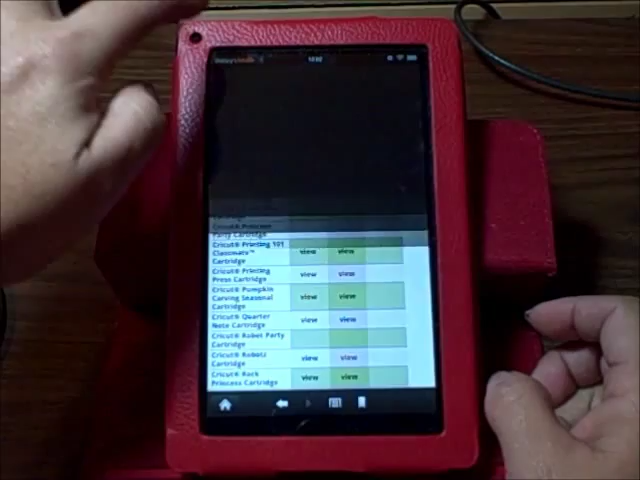 Party Cartridge
Cricut® Printing 101
Classmate™
Cartridge
view view
Cricut® Printing
Press Cartridge
view view
Cricut® Pumpkin
Carving Seasonal
Cartridge
view view
Cricut® Quarter
Note Cartridge
view view
Cricut® Robot Party
Cartridge
Cricut® Robotz
Cartridge
view view
Cricut® Rock
Princess Cartridge
view view